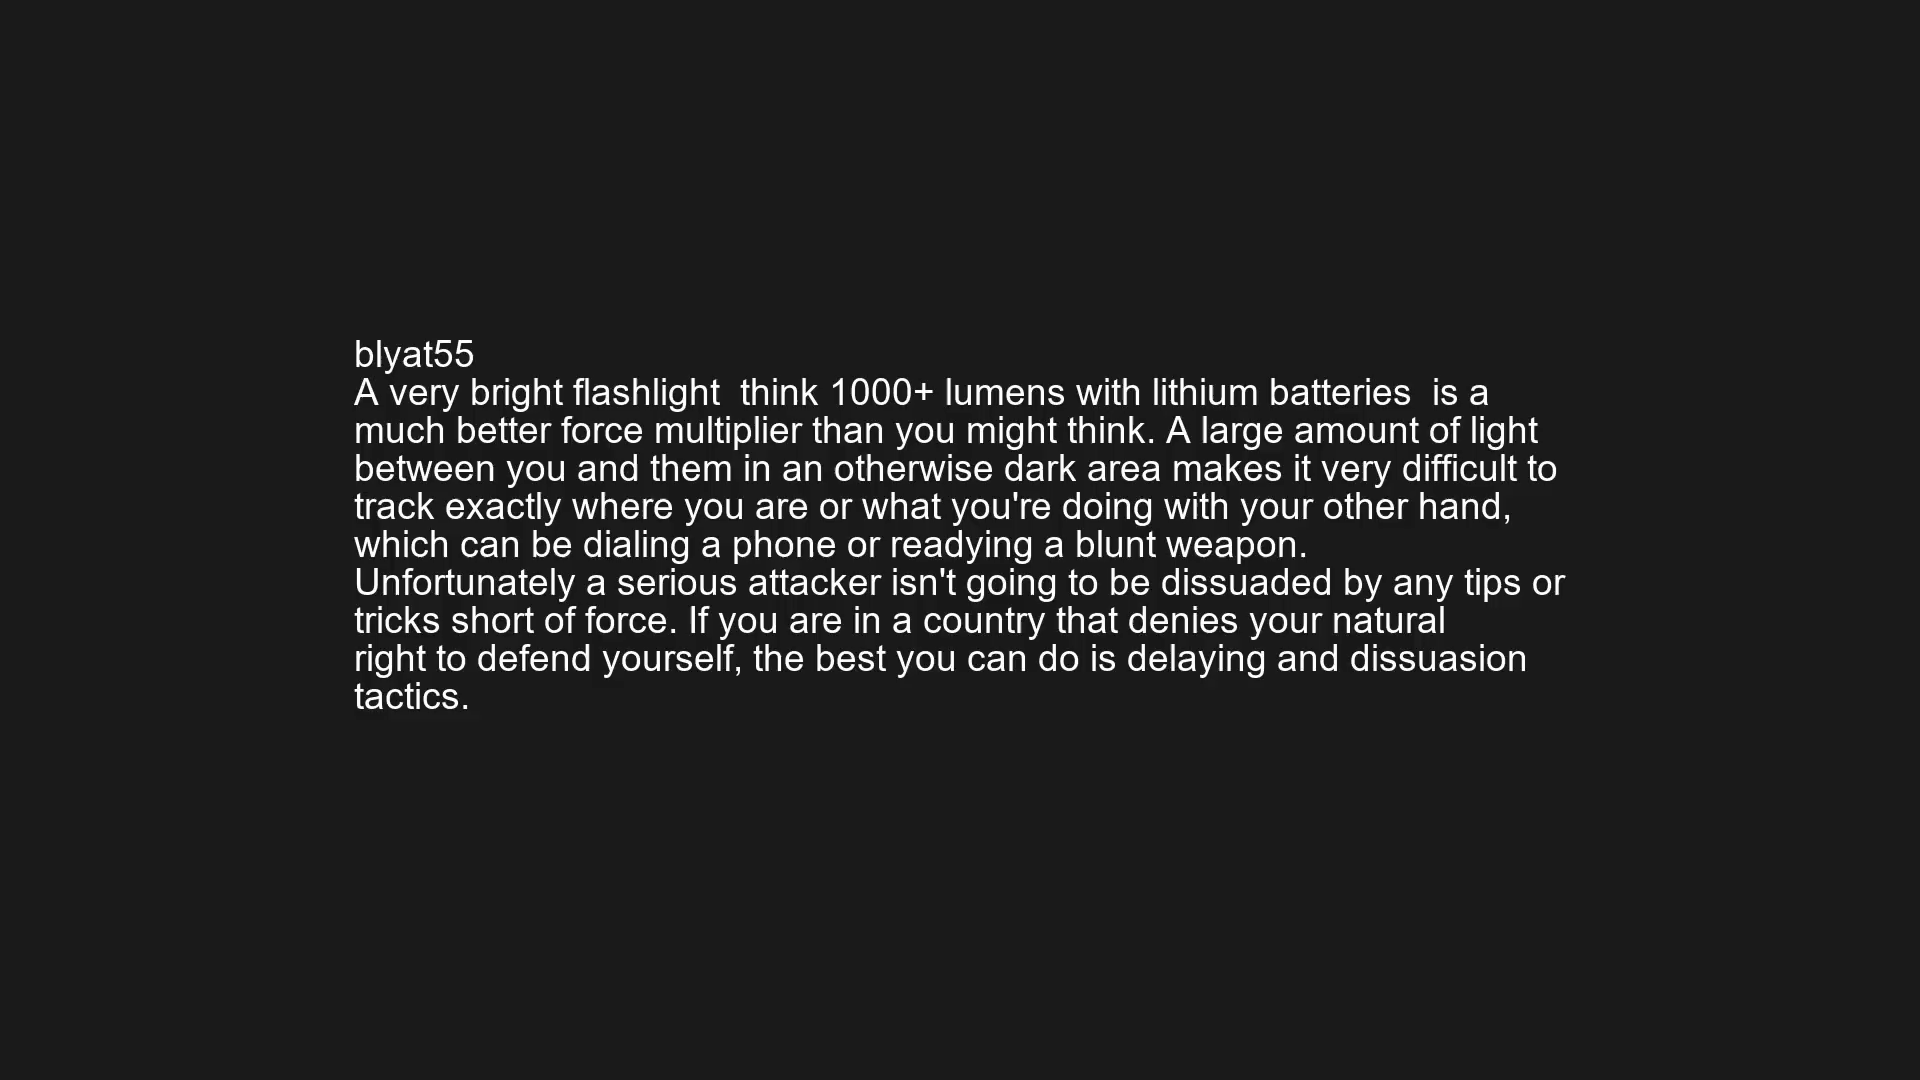 blyat55
A very bright flashlight  think 1000+ lumens with lithium batteries  is a
much better force multiplier than you might think. A large amount of light
between you and them in an otherwise dark area makes it very difficult to
track exactly where you are or what you're doing with your other hand,
which can be dialing a phone or readying a blunt weapon.
Unfortunately a serious attacker isn't going to be dissuaded by any tips or
tricks short of force. If you are in a country that denies your natural
right to defend yourself, the best you can do is delaying and dissuasion
tactics.